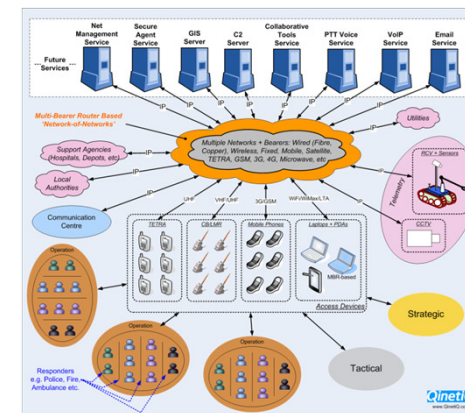 Net
Management
Service
Secure
Agent
Service
GIS
Server
C2
Server
Collaborative
Tools
Service
PTT Voice
Service
VoIP
Service
Email
Service
Future
Services
IP
IP
IP
IP
IP
IP
IP
IP
Multi-Bearer Router Based
'Network-of-Networks'
Multiple Networks + Bearers: Wired (Fibre,
Copper), Wireless, Fixed, Mobile, Satellite,
TETRA, GSM, 3G, 4G, Microwave, etc
Utilities
Support Agencies
(Hospitals, Depots, etc)
Local
Authorities
Communication
Centre
IP
IP
IP
IP
IP
IP
RCV + Sensors
Telemetry
CCTV
UHF
VHF/UHF
3G/GSM
WiFi/WiMax/LTA
TETRA
CB/LMR
Mobile Phones
Laptops + PDAs
MBR-based
Access Devices
Operation
Operation
Operation
Strategic
Tactical
Responders
e.g. Police, Fire,
Ambulance etc.
QinetiQ
www.QinetiQ.c